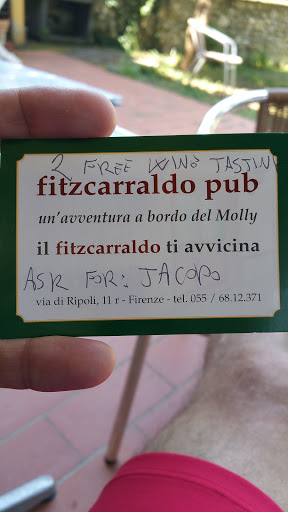 2 FREE WINE TASTIN
fitzcarraldo pub
un'avventura a bordo del Molly
il fitzcarraldo ti avvicina
ASK FOR: JACOPO
via di Ripoli, 11 r - Firenze - tel. 055 / 68.12.371